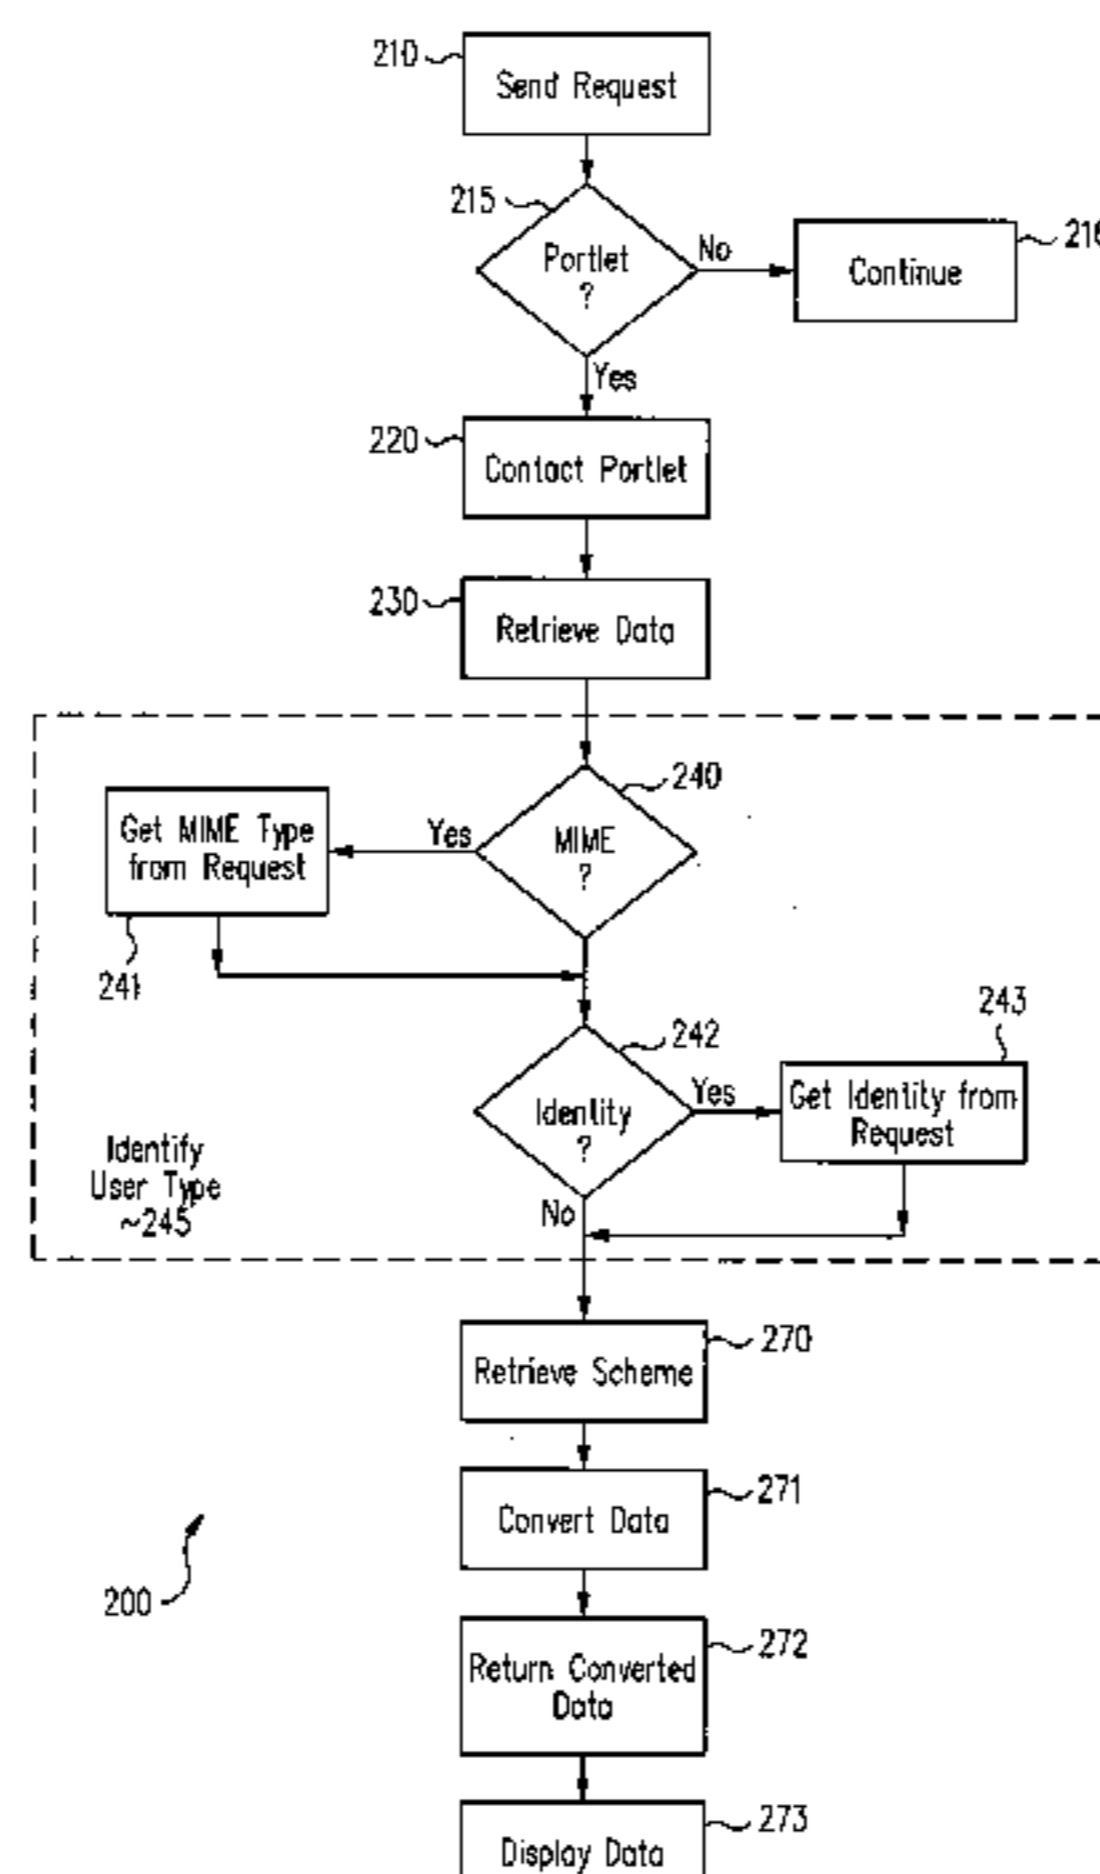 210
Send Request
215
Portlet
?
No
Continue
216
Yes
220
Contact Portlet
230
Retrieve Data
240
MIME
?
Yes
Get MIME Type
from Request
241
242
Identity
?
Yes
243
Get Identity from
Request
No
Identify
User Type
~245
270
Retrieve Scheme
271
Convert Data
272
Return Converted
Data
273
Display Data
200